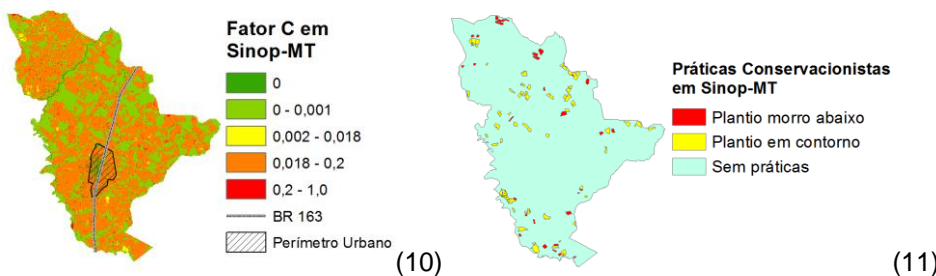 Fator C em
Sinop-MT
0
0 - 0,001
0,002 - 0,018
0,018 - 0,2
0,2 - 1,0
BR 163
Perímetro Urbano
(10)
Práticas Conservacionistas
em Sinop-MT
Plantio morro abaixo
Plantio em contorno
Sem práticas
(11)